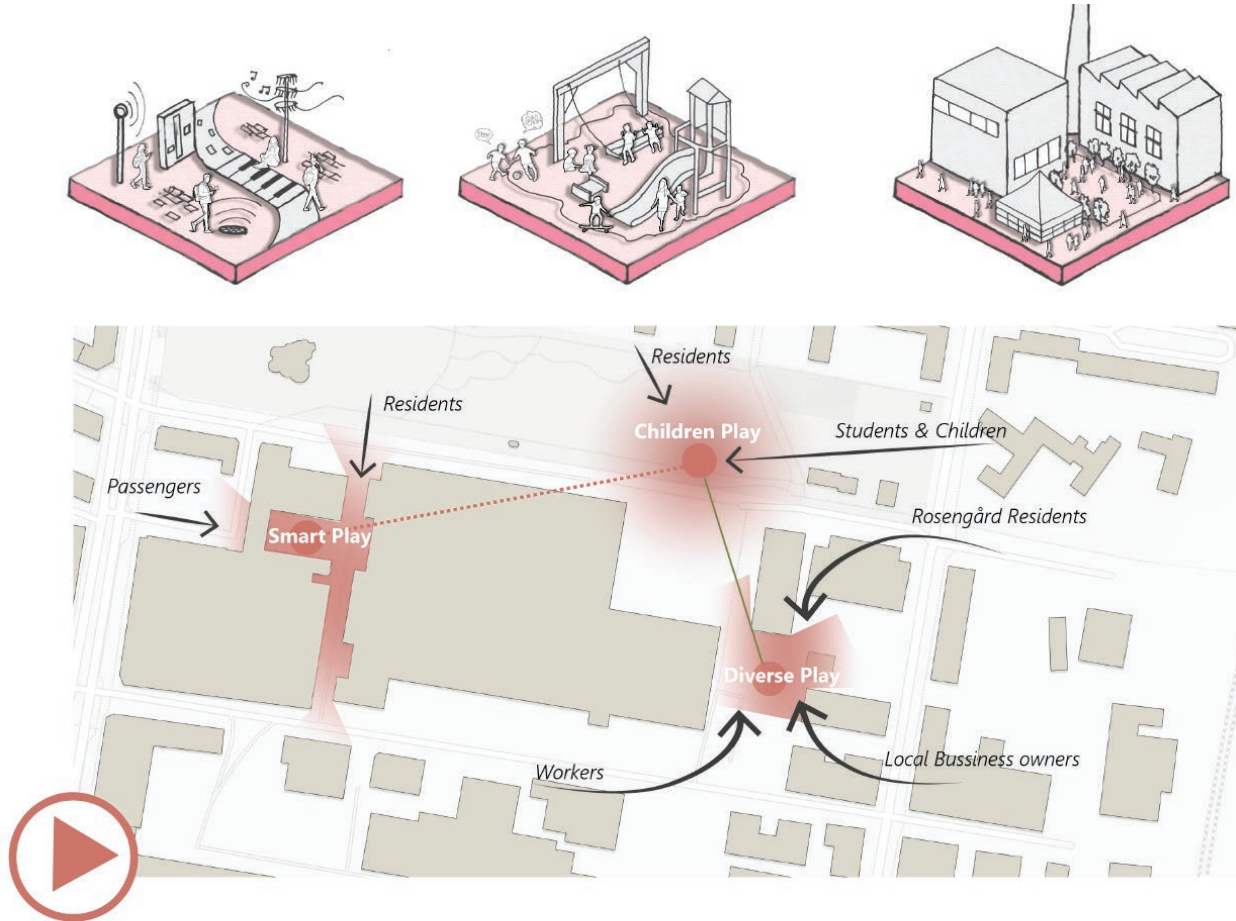 Residents
Residents
Children Play
Students & Children
Passengers
Rosengård Residents
Smart Play
Diverse Play
Local Bussiness owners
Workers